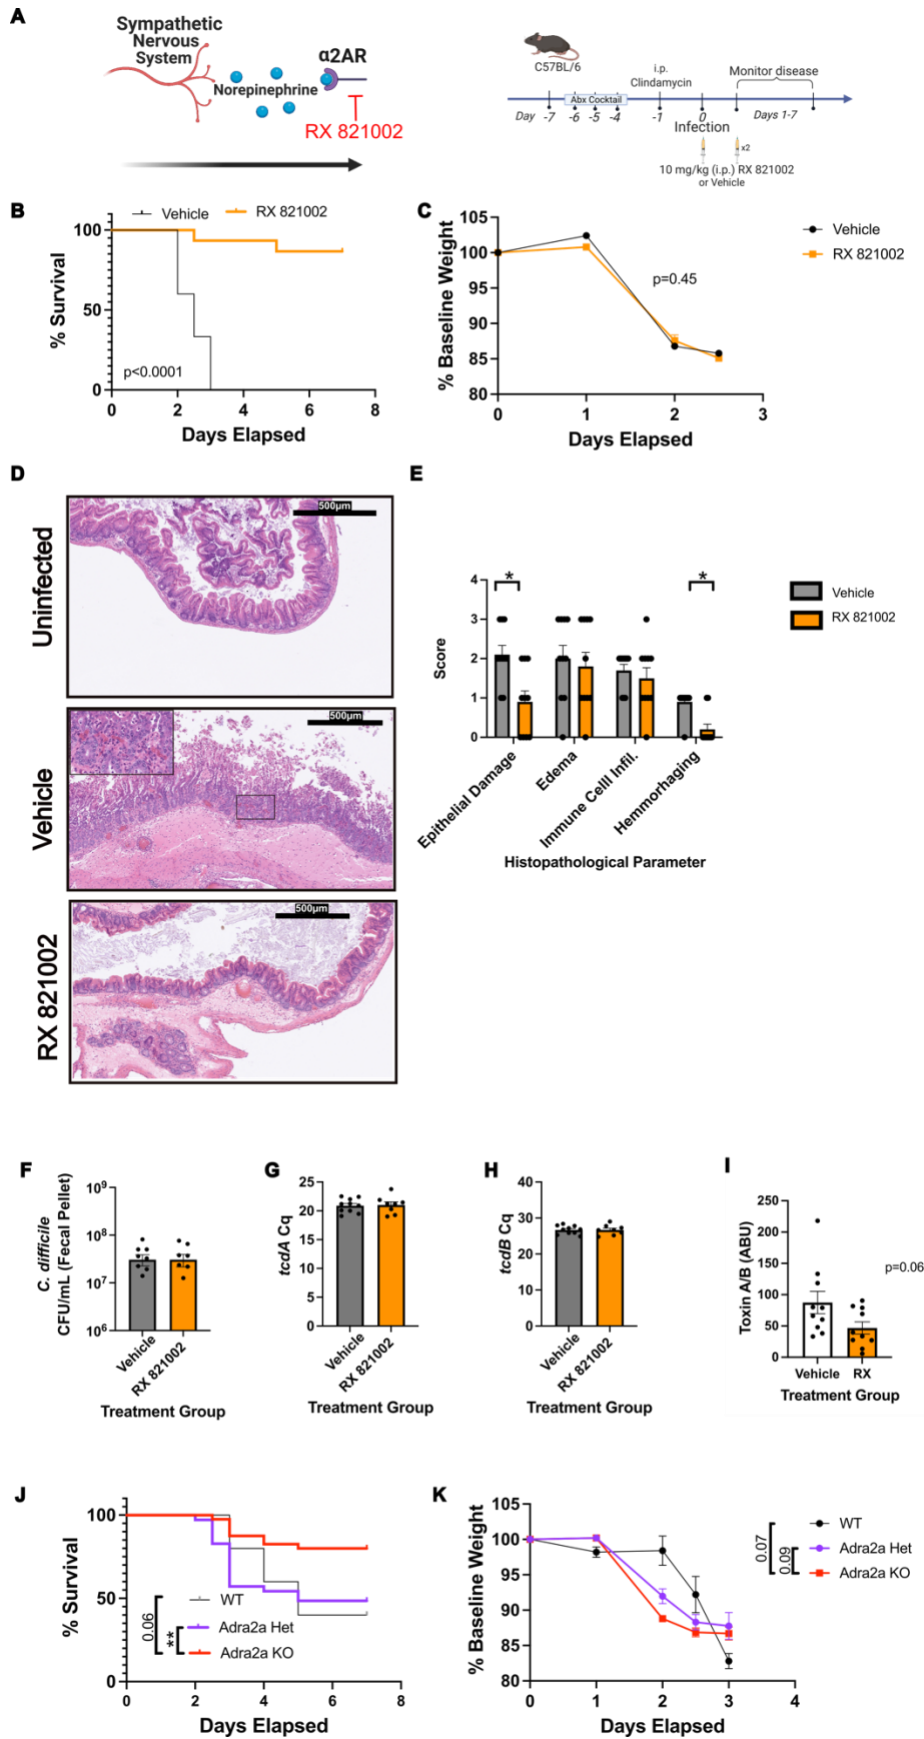 A
Sympathetic
Nervous
System
α2AR
Norepinephrine
RX 821002
C57BL/6
i.p.
Clindamycin
Monitor disease
Abx Cocktail
Day -7 -6 -5 -4 -1 0 Days 1-7
Infection
x2
10 mg/kg (i.p.) RX 821002
or Vehicle
B
Vehicle RX 821002
100
50
0
% Survival
p<0.0001
0 2 4 6 8
Days Elapsed
C
105
100
95
90
85
80
% Baseline Weight
p=0.45
Vehicle
RX 821002
0 1 2 3
Days Elapsed
D
Uninfected
500µm
Vehicle
500µm
RX 821002
500µm
E
4
3
2
1
0
Score
*
*
Vehicle
RX 821002
Epithelial Damage
Edema
Immune Celll Infil.
Hemmorhaging
Histopathological Parameter
F
C. difficile
CFU/mL (Fecal Pellet)
10⁹
10⁸
10⁷
10⁶
Vehicle
RX 821002
Treatment Group
G
tcdA Cq
25
20
15
10
5
0
Vehicle
RX 821002
Treatment Group
H
tcdB Cq
40
30
20
10
0
Vehicle
RX 821002
Treatment Group
I
Toxin A/B (ABU)
250
200
150
100
50
0
p=0.06
Vehicle RX
Treatment Group
J
% Survival
100
50
0
0.06
**
WT
Adra2a Het
Adra2a KO
0 2 4 6 8
Days Elapsed
K
% Baseline Weight
105
100
95
90
85
80
0.07
0.09
WT
Adra2a Het
Adra2a KO
0 1 2 3 4
Days Elapsed